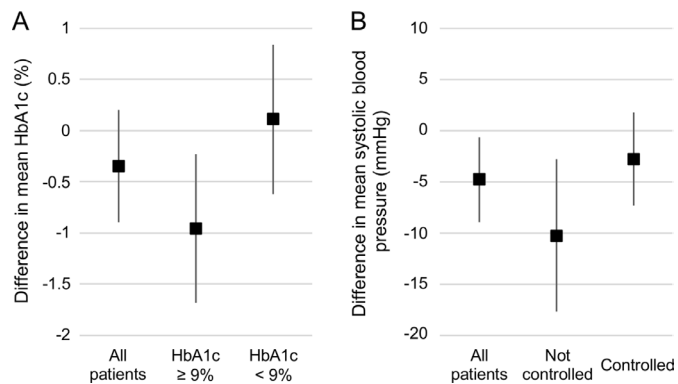 A
Difference in mean HbA1c (%)
1
0.5
0
-0.5
-1
-1.5
-2
All
patients
HbA1c
≥ 9%
HbA1c
< 9%
B
Difference in mean systolic blood
pressure (mmHg)
10
5
0
-5
-10
-15
-20
All
patients
Not
controlled
Controlled